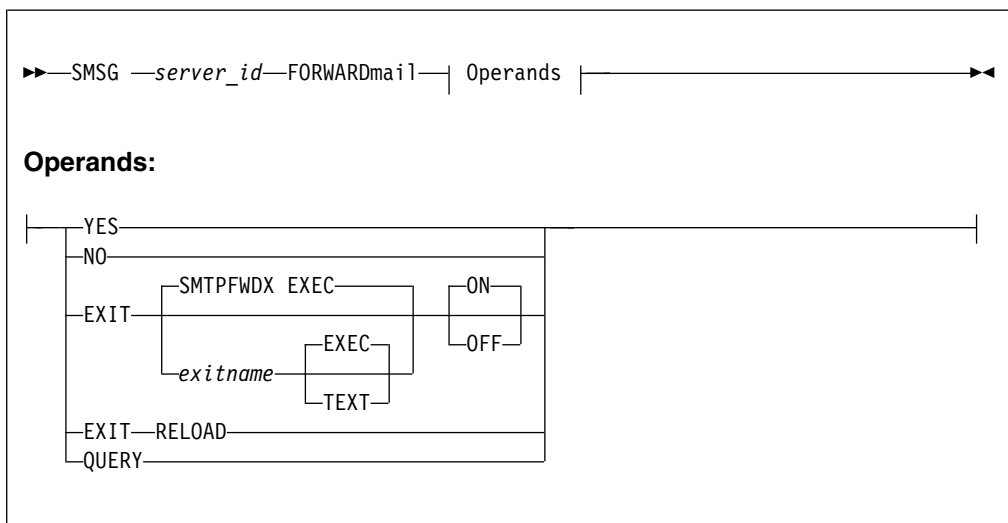 SMSG server_id FORWARDmail Operands
Operands:
YES
NO
SMTPFWDX EXEC ON
EXIT
OFF
EXEC
exitname
TEXT
EXIT RELOAD
QUERY